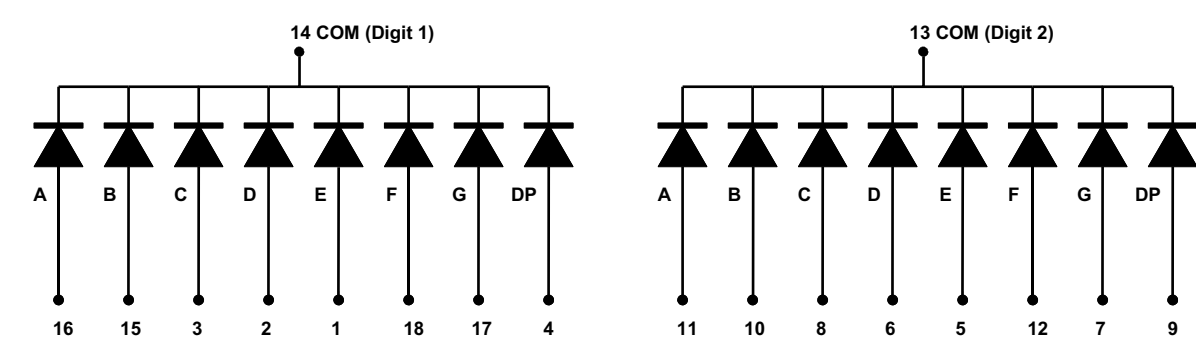 14 COM (Digit 1) 13 COM (Digit 2)
A B C D E F G DP A B C D E F G DP
16 15 3 2 1 18 17 4 11 10 8 6 5 12 7 9